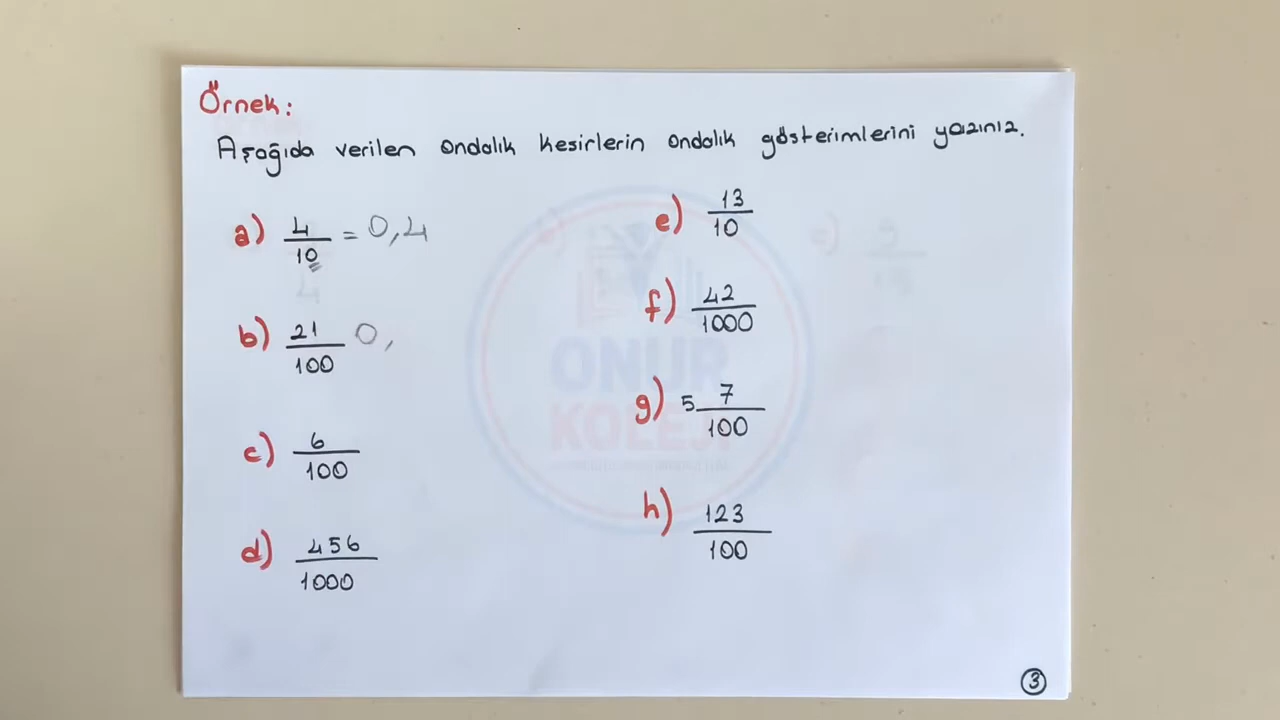 Örnek:
Aşağıda verilen ondalık kesirlerin ondalık gösterimlerini yazınız.
a) 4/10 = 0,4
b) 21/100 0,
c) 6/100
d) 456/1000
e) 13/10
f) 42/1000
g) 5 7/100
h) 123/100
ONUR
KOLEJİ
3